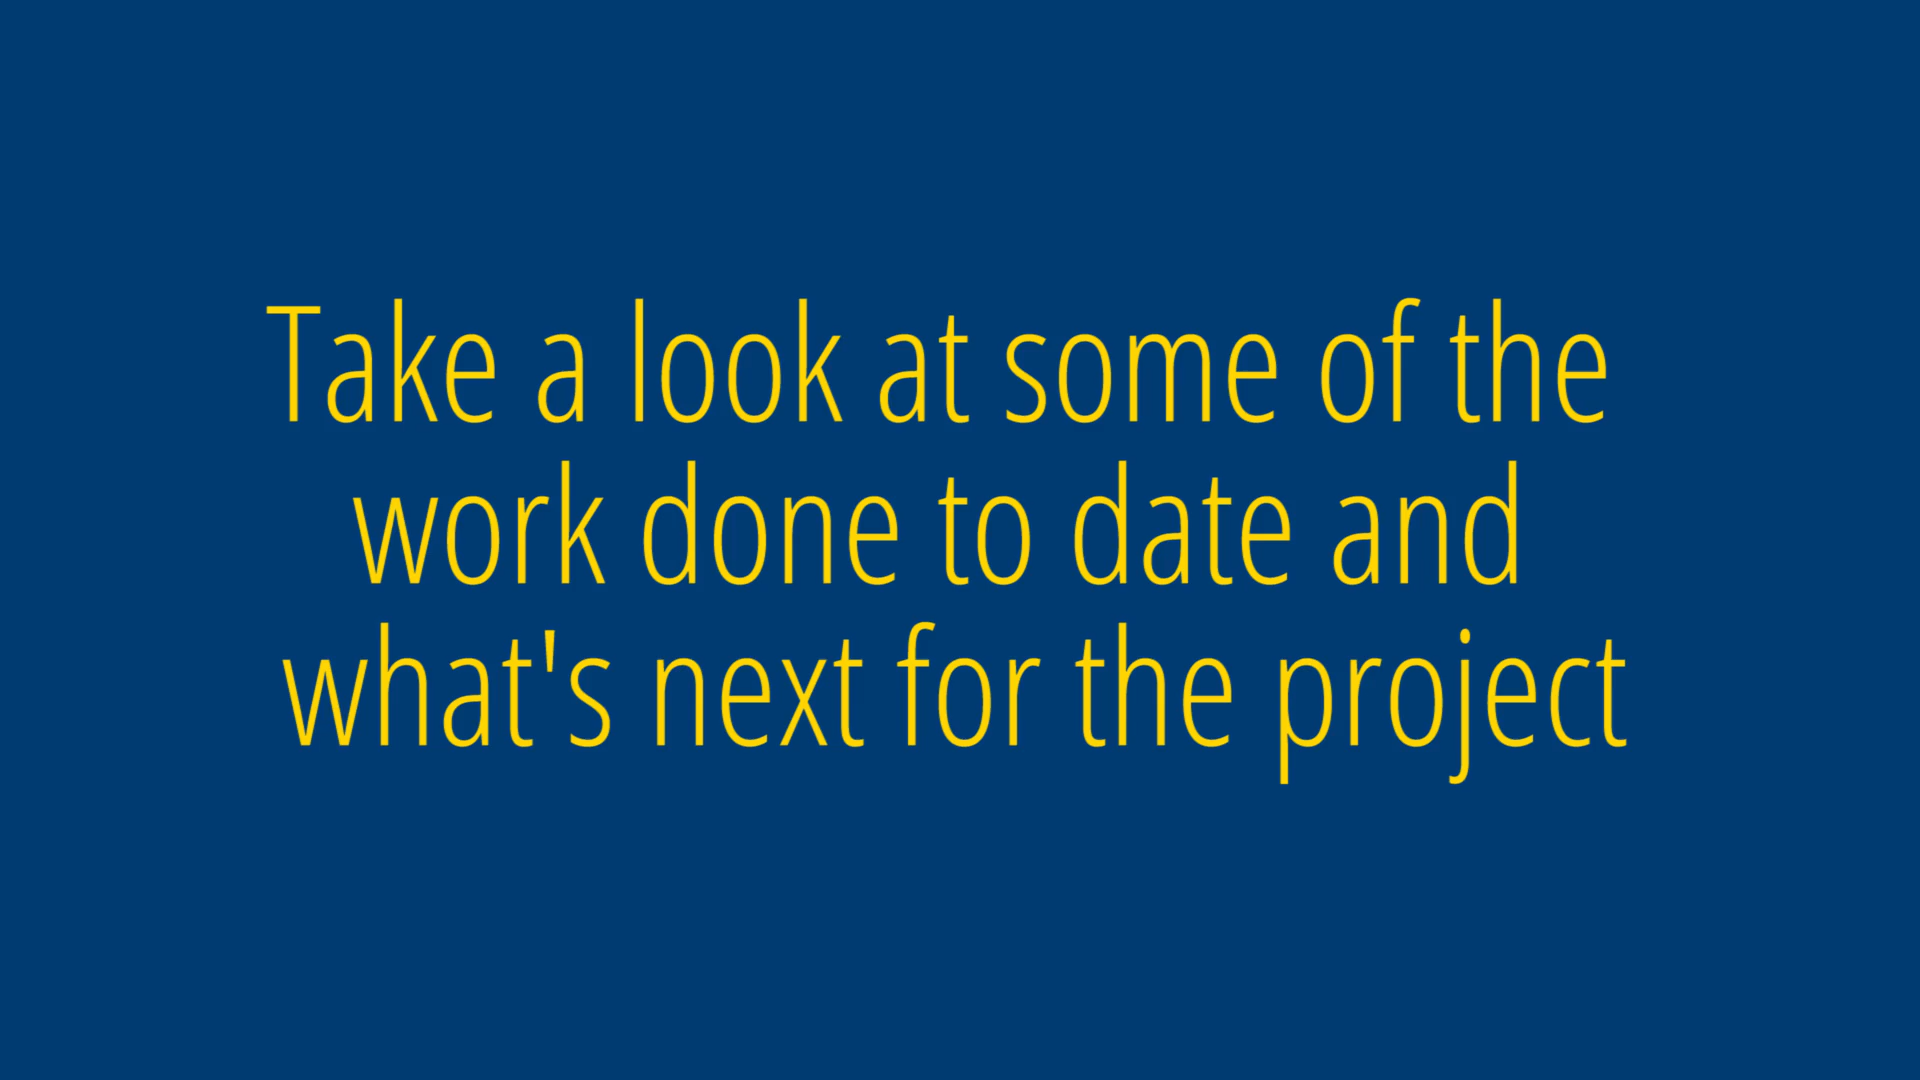 Take a look at some of the
work done to date and
what's next for the project